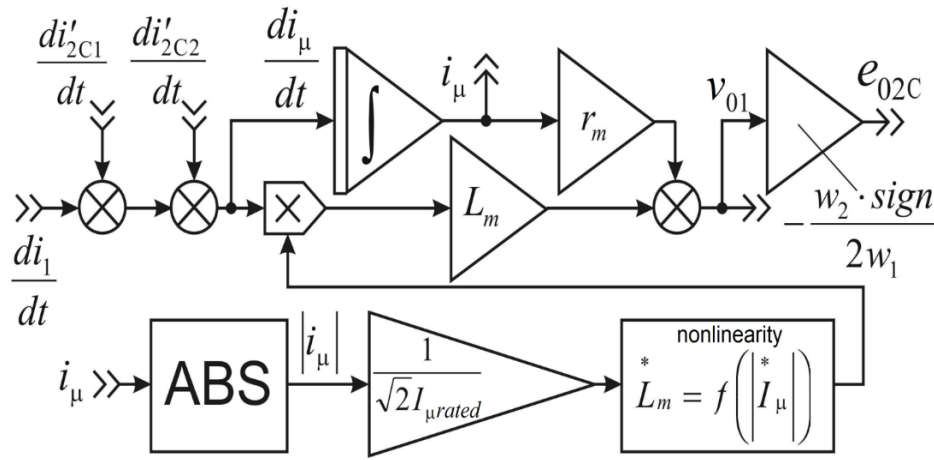 di′2C1/dt
di′2C2/dt
diμ/dt
∫
iμ
rm
v01
e02C
×
Lm
di1/dt
- w2 · sign / 2w1
iμ
ABS
|iμ|
1/√2Iμrated
nonlinearity
L*m = f(|I*μ|)